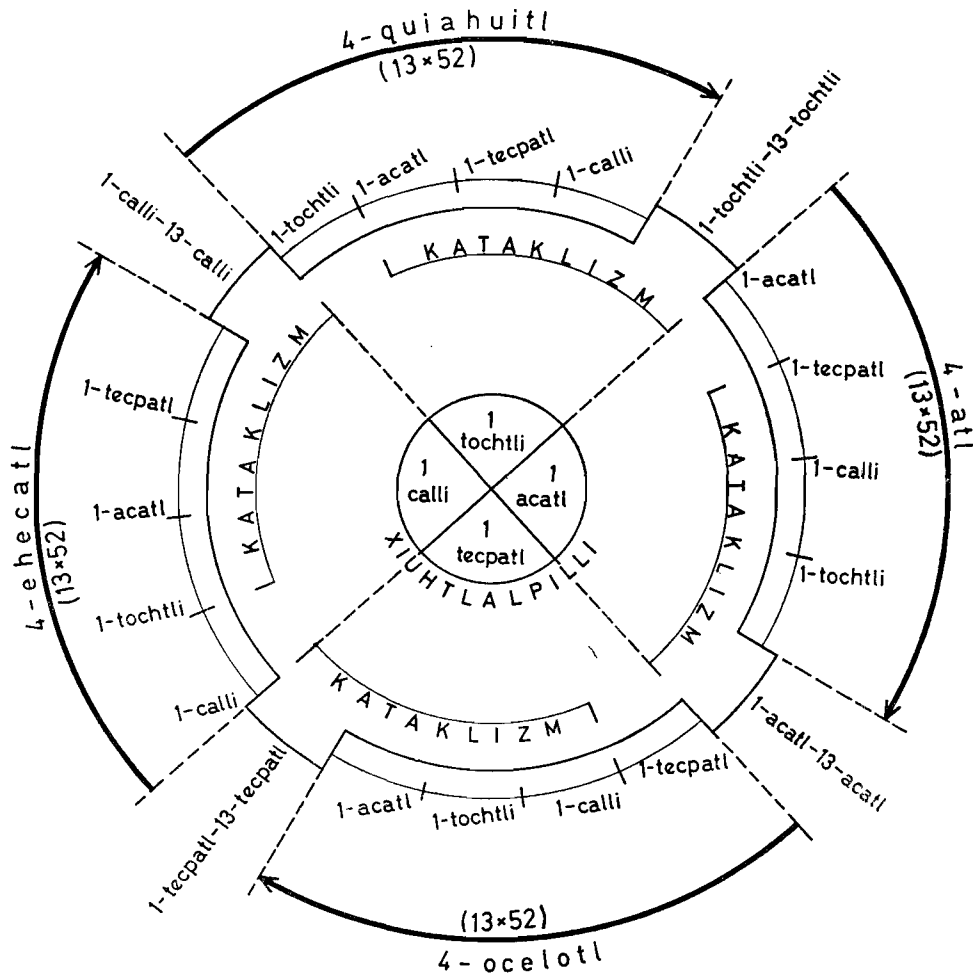 4-quiahuitl
(13×52)
1-tochtli
1-acatl
1-tecpatl
1-calli
1-tochtli-13-tochtli
KATAKLIZM
4-atl
(13×52)
1-acatl
1-tecpatl
1-calli
1-tochtli
KATAKLIZM
1-acatl-13-acatl
1
tochtli
1
calli
1
acatl
1
tecpatl
XIUHTLALPILLI
1-calli-13-calli
KATAKLIZM
4-ehecatl
(13×52)
1-tecpatl
1-acatl
1-tochtli
1-calli
1-tecpatl-13-tecpatl
KATAKLIZM
1-acatl
1-tochtli
1-calli
1-tecpatl
(13×52)
4-ocelotl